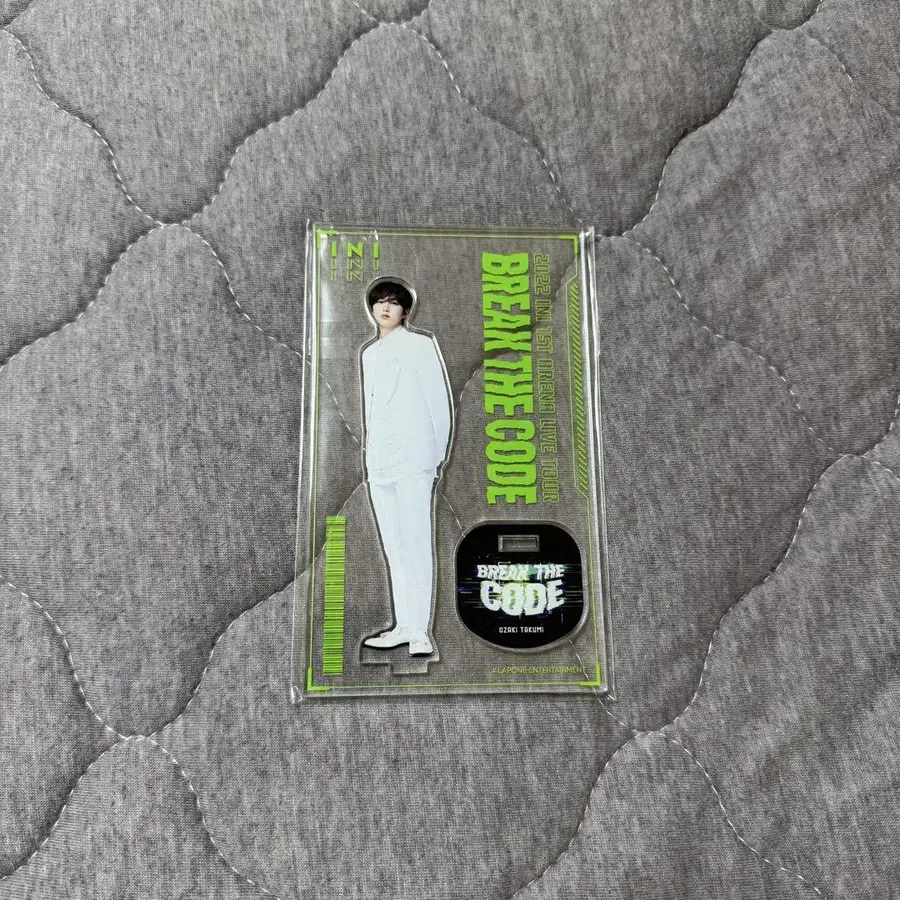 INI
2022 INI 1ST ARENA LIVE TOUR
BREAK THE CODE
BREAK THE
CODE
OZAKI TAKUMI
©LAPONE ENTERTAINMENT